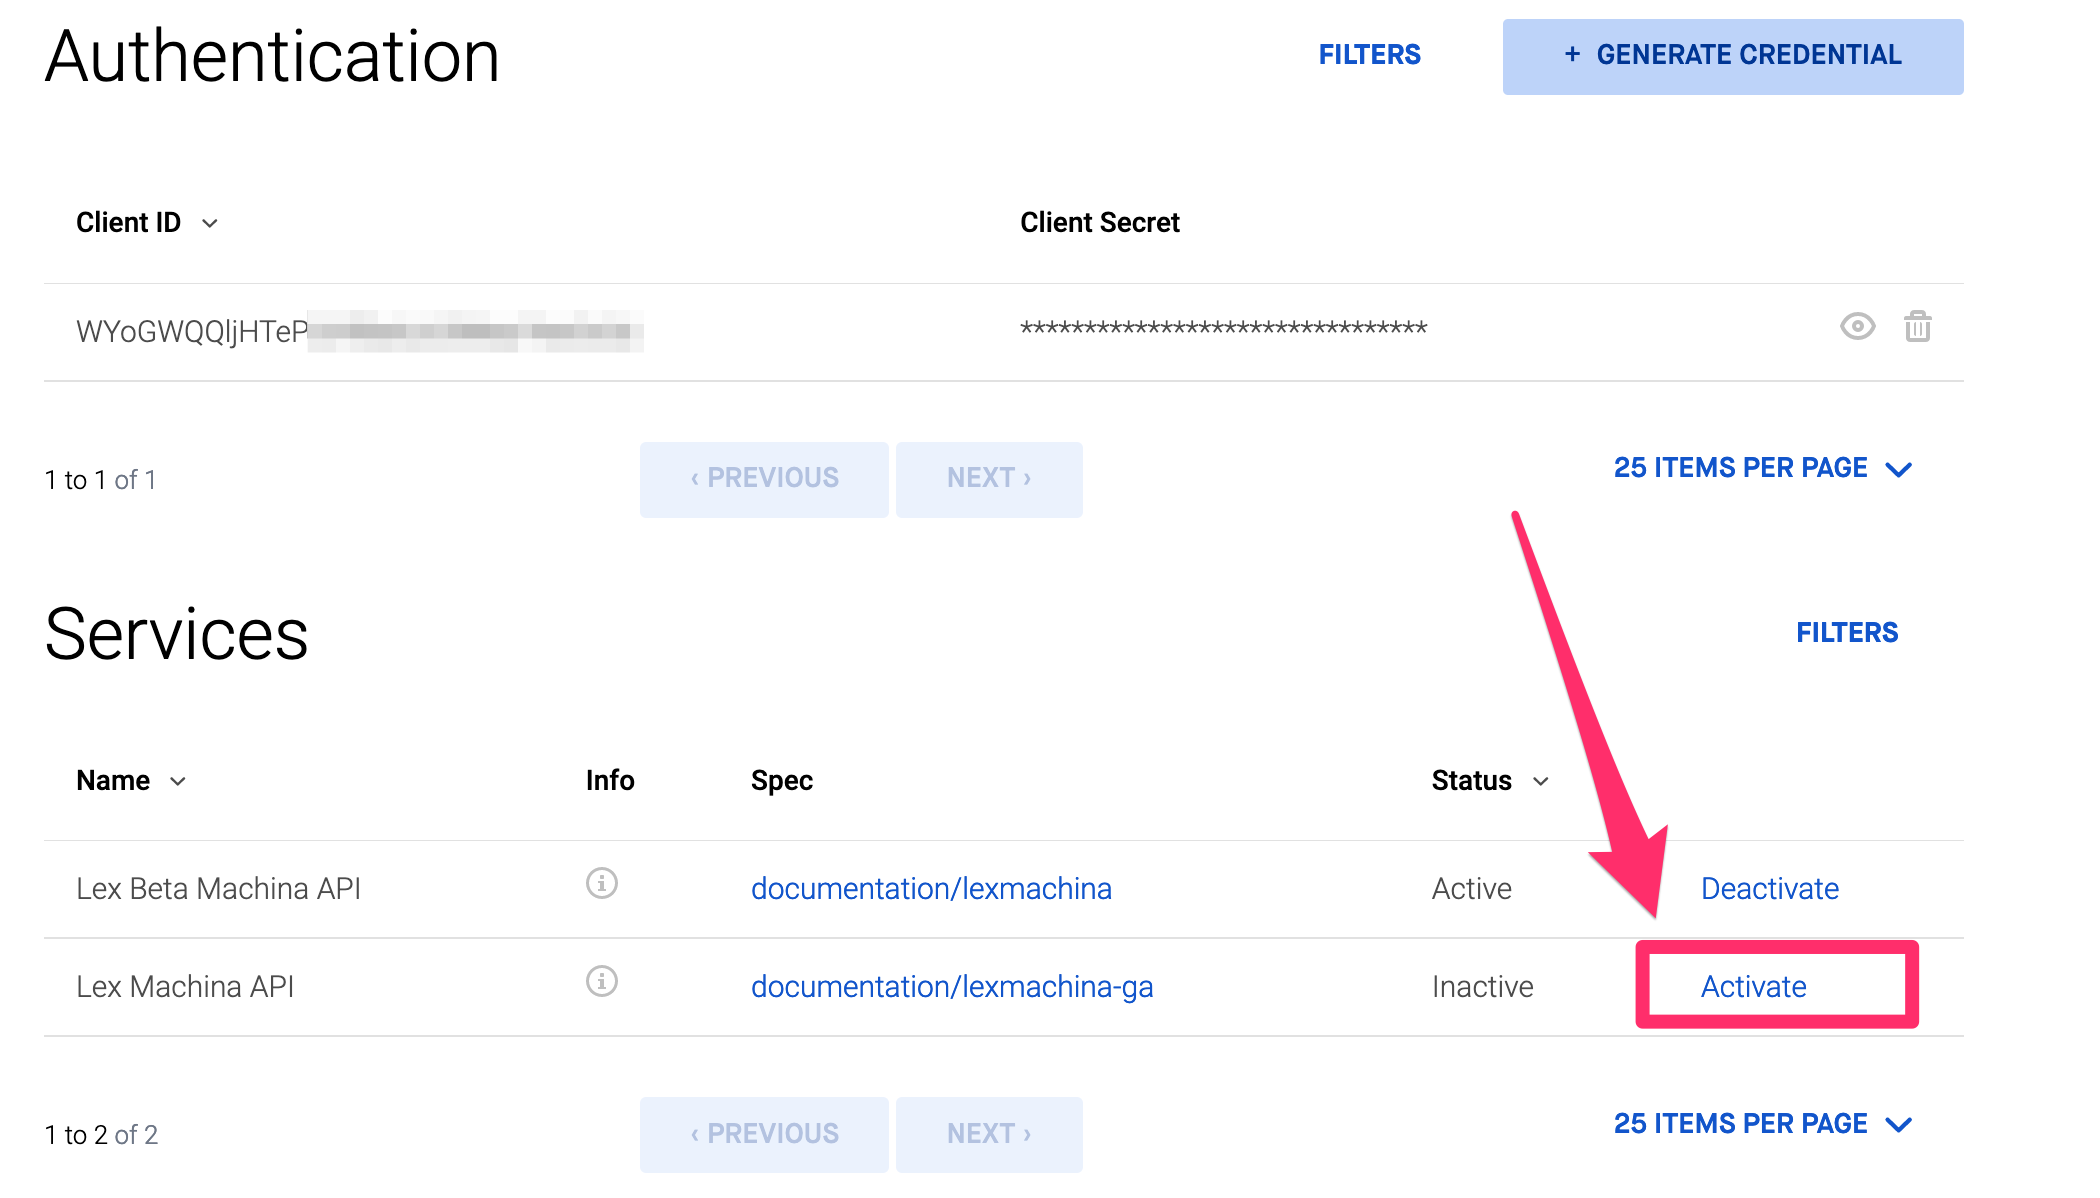 Authentication
FILTERS
+ GENERATE CREDENTIAL
Client ID
Client Secret
WYoGWQQljHTeP
********************************
1 to 1 of 1
‹ PREVIOUS
NEXT ›
25 ITEMS PER PAGE
Services
FILTERS
Name
Info
Spec
Status
Lex Beta Machina API
documentation/lexmachina
Active
Deactivate
Lex Machina API
documentation/lexmachina-ga
Inactive
Activate
1 to 2 of 2
‹ PREVIOUS
NEXT ›
25 ITEMS PER PAGE